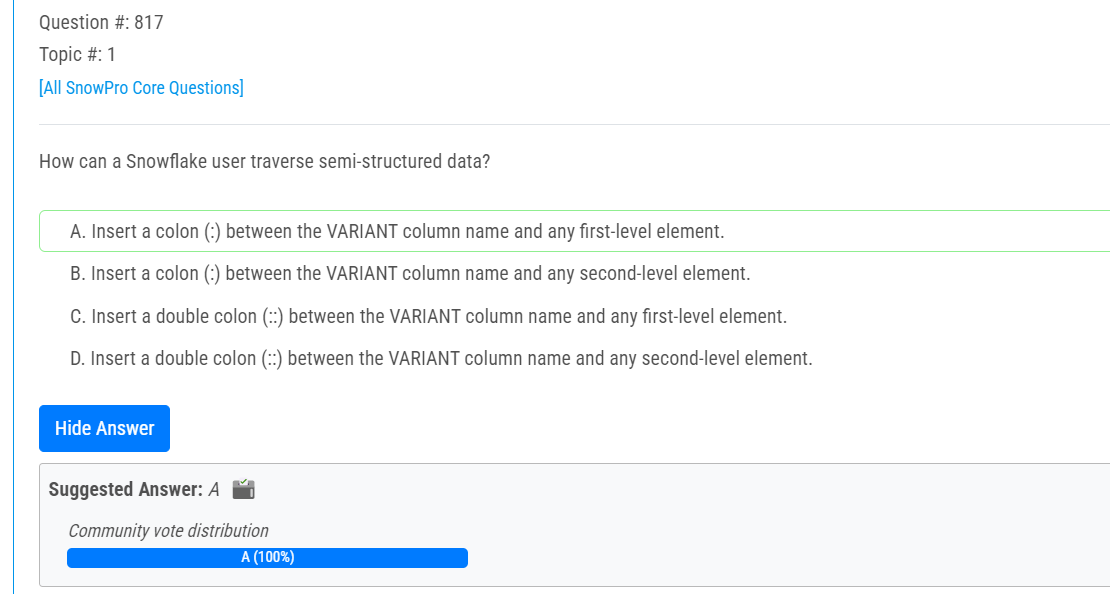 Question #: 817
Topic #: 1
[All SnowPro Core Questions]
How can a Snowflake user traverse semi-structured data?
A. Insert a colon (:) between the VARIANT column name and any first-level element.
B. Insert a colon (:) between the VARIANT column name and any second-level element.
C. Insert a double colon (::) between the VARIANT column name and any first-level element.
D. Insert a double colon (::) between the VARIANT column name and any second-level element.
Hide Answer
Suggested Answer: A
Community vote distribution
A (100%)